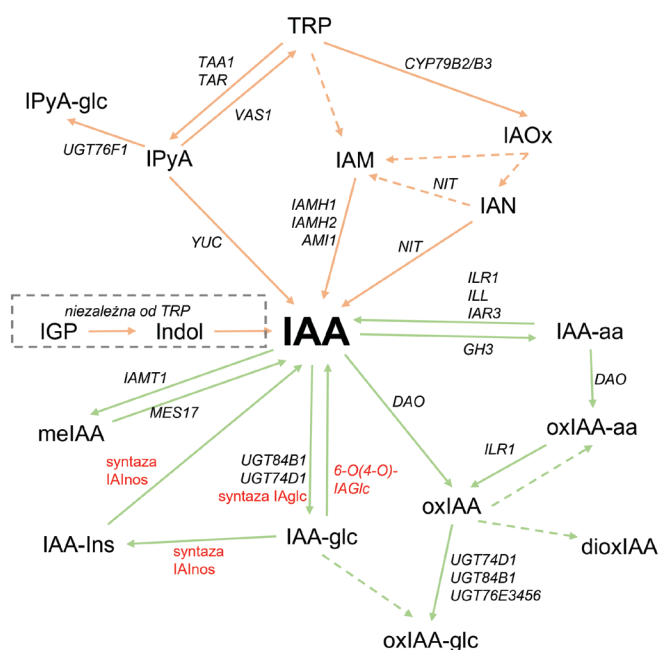 TRP
TAA1
TAR
CYP79B2/B3
IPyA-glc
VAS1
IAOx
UGT76F1
IPyA
IAM
NIT
IAN
IAMH1
IAMH2
AMI1
YUC
NIT
ILR1
ILL
IAR3
niezależna od TRP
IGP
Indol
IAA
IAA-aa
GH3
IAMT1
DAO
DAO
MES17
meIAA
oxIAA-aa
syntaza
IAInos
UGT84B1
UGT74D1
syntaza IAglc
6-O(4-O)-
IAGlc
ILR1
oxIAA
IAA-Ins
syntaza
IAInos
IAA-glc
dioxIAA
UGT74D1
UGT84B1
UGT76E3456
oxIAA-glc